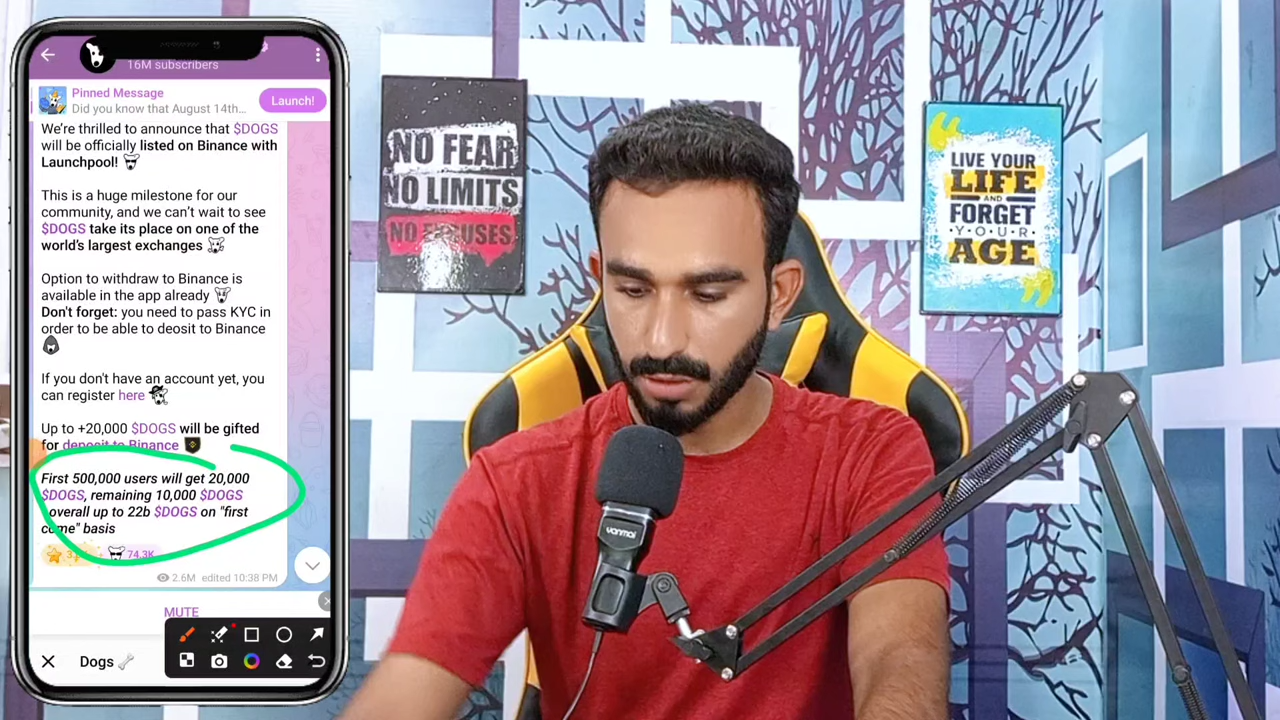 16M subscribers
Pinned Message
Did you know that August 14th...
Launch!
We're thrilled to announce that $DOGS
will be officially listed on Binance with
Launchpool!
This is a huge milestone for our
community, and we can't wait to see
$DOGS take its place on one of the
world's largest exchanges
Option to withdraw to Binance is
available in the app already
Don't forget: you need to pass KYC in
order to be able to deosit to Binance
If you don't have an account yet, you
can register here
Up to +20,000 $DOGS will be gifted
for deposit to Binance
First 500,000 users will get 20,000
$DOGS, remaining 10,000 $DOGS
overall up to 22b $DOGS on "first
come" basis
74.3K
2.6M edited 10:38 PM
MUTE
Dogs
NO FEAR
NO LIMITS
NO EXCUSES
LIVE YOUR
LIFE
AND
FORGET
YOUR
AGE
vanmai